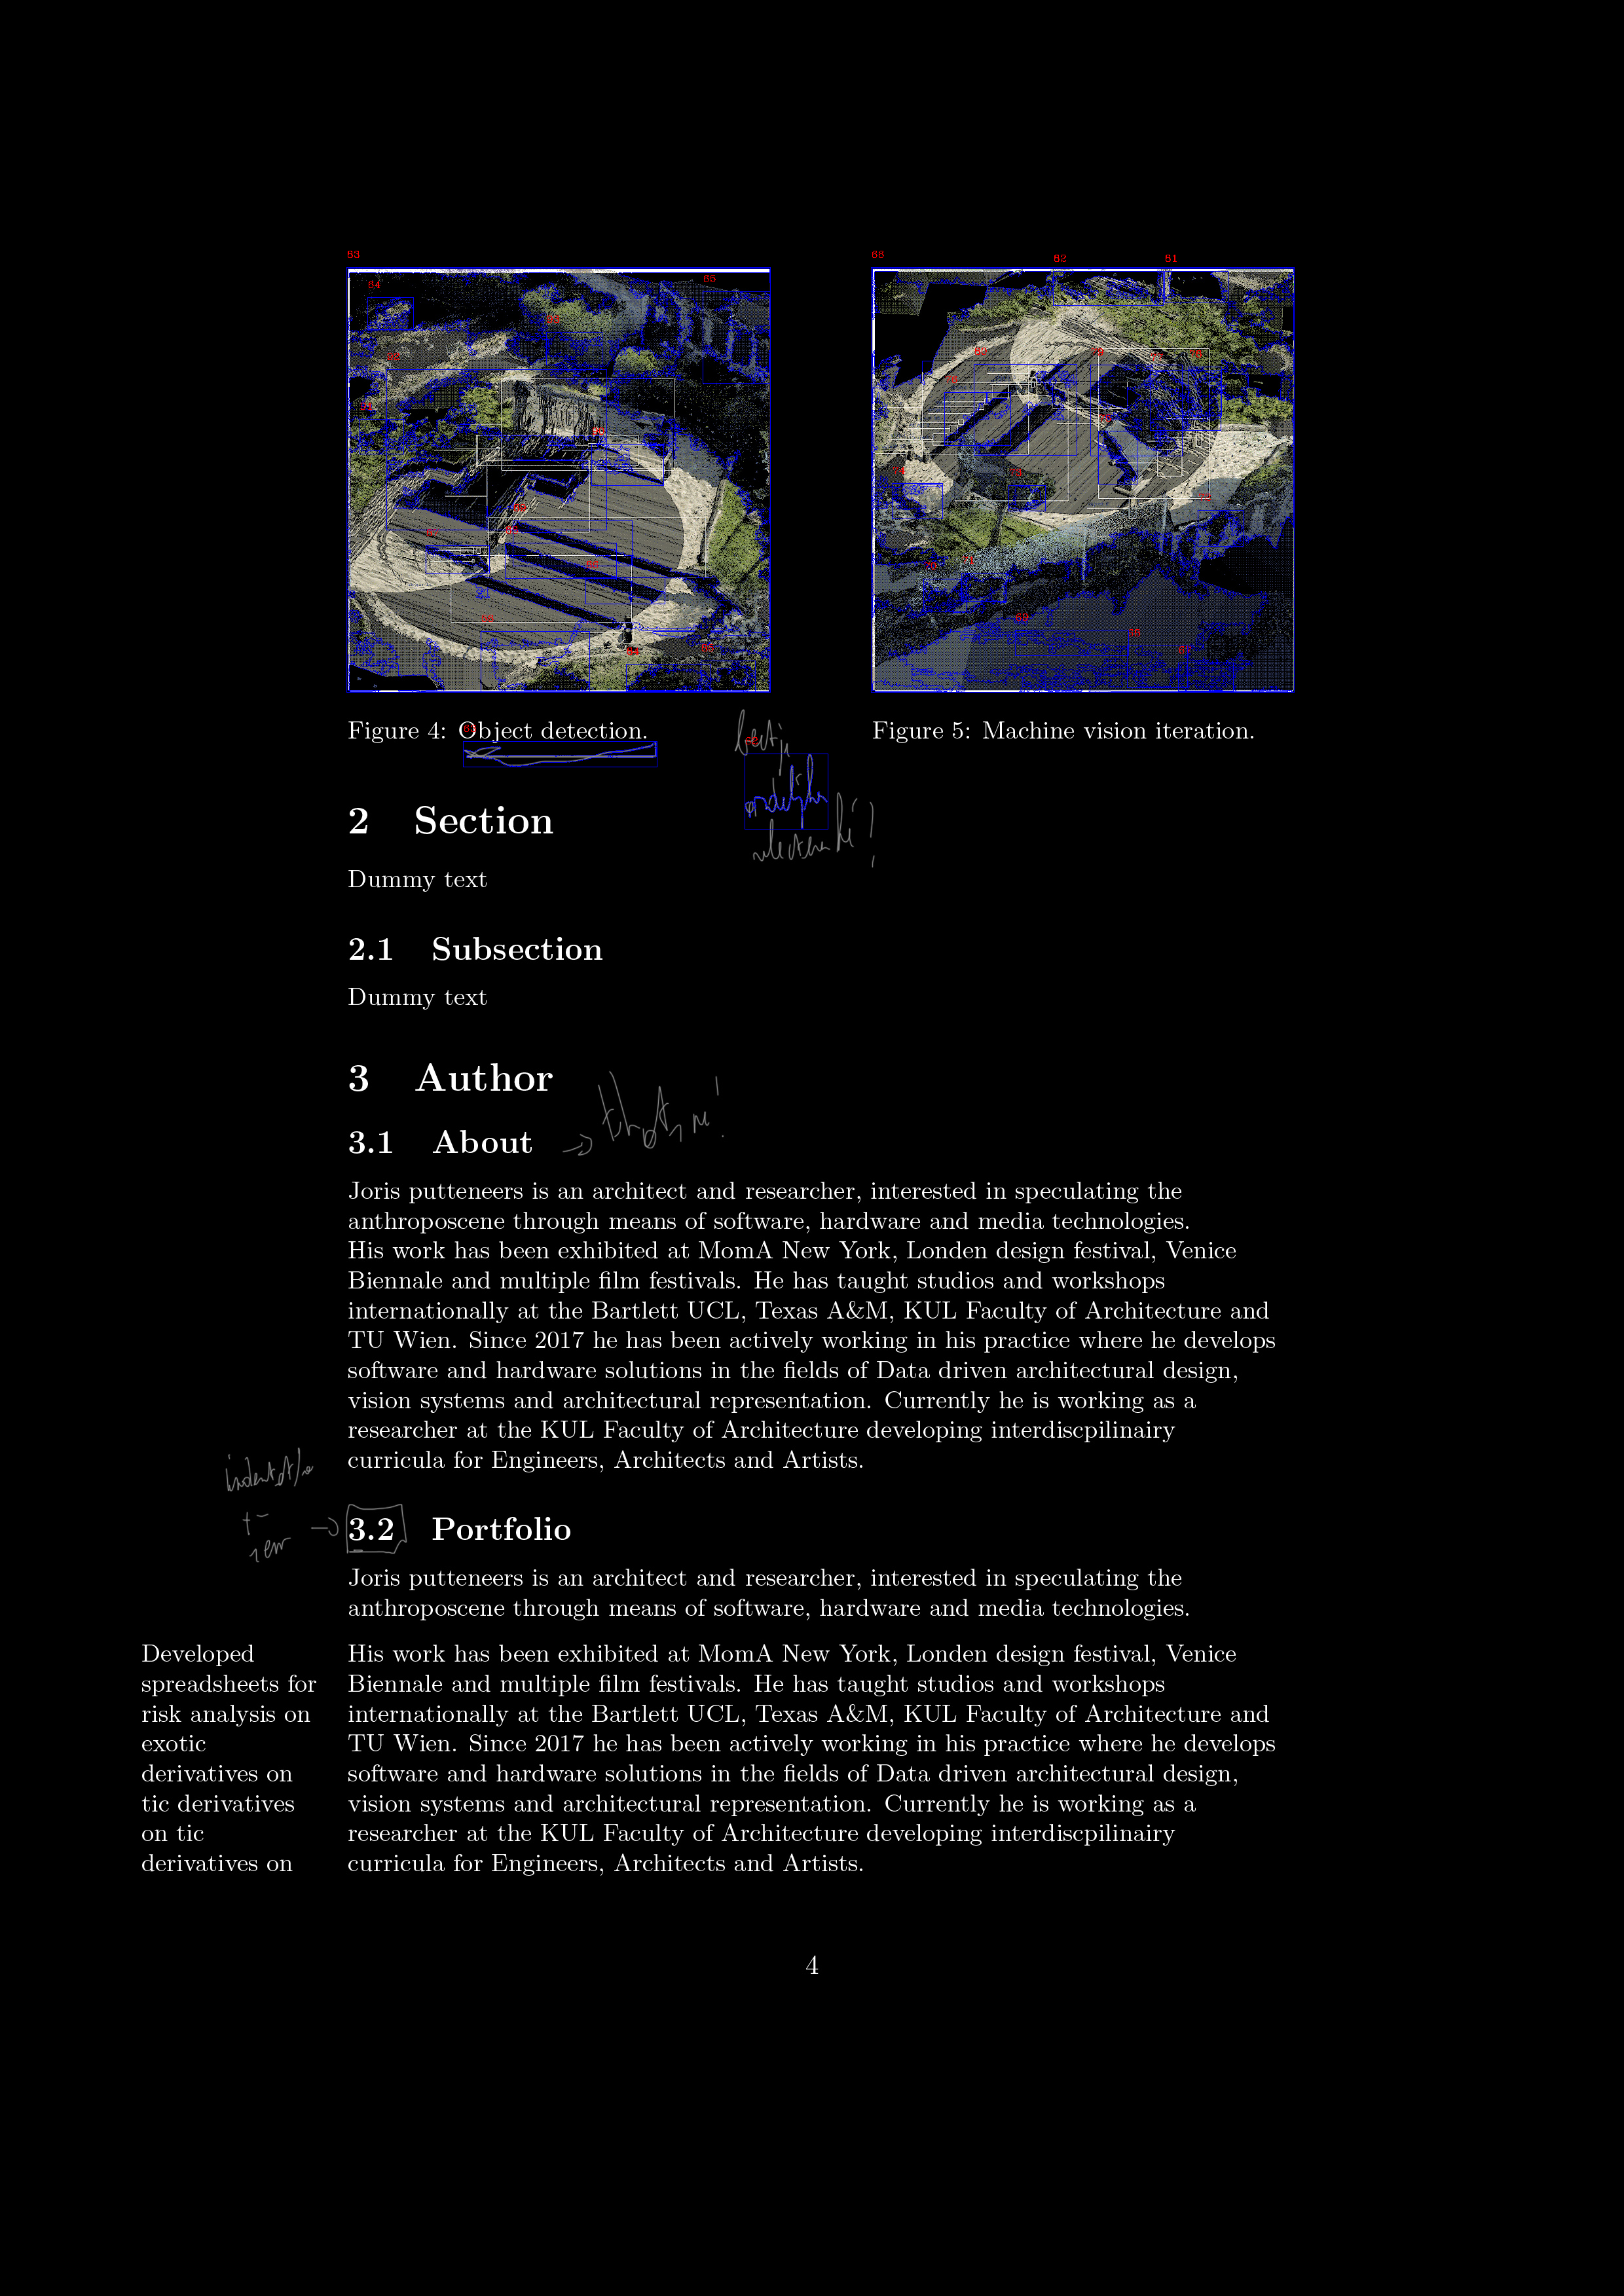 63
64
65
66
62
61
Figure 4: Object detection.
Figure 5: Machine vision iteration.
2 Section
Dummy text
2.1 Subsection
Dummy text
3 Author
3.1 About
Joris putteneers is an architect and researcher, interested in speculating the
anthroposcene through means of software, hardware and media technologies.
His work has been exhibited at MomA New York, Londen design festival, Venice
Biennale and multiple film festivals. He has taught studios and workshops
internationally at the Bartlett UCL, Texas A&M, KUL Faculty of Architecture and
TU Wien. Since 2017 he has been actively working in his practice where he develops
software and hardware solutions in the fields of Data driven architectural design,
vision systems and architectural representation. Currently he is working as a
researcher at the KUL Faculty of Architecture developing interdiscpilinairy
curricula for Engineers, Architects and Artists.
3.2 Portfolio
Joris putteneers is an architect and researcher, interested in speculating the
anthroposcene through means of software, hardware and media technologies.
Developed
spreadsheets for
risk analysis on
exotic
derivatives on
tic derivatives
on tic
derivatives on
His work has been exhibited at MomA New York, Londen design festival, Venice
Biennale and multiple film festivals. He has taught studios and workshops
internationally at the Bartlett UCL, Texas A&M, KUL Faculty of Architecture and
TU Wien. Since 2017 he has been actively working in his practice where he develops
software and hardware solutions in the fields of Data driven architectural design,
vision systems and architectural representation. Currently he is working as a
researcher at the KUL Faculty of Architecture developing interdiscpilinairy
curricula for Engineers, Architects and Artists.
4